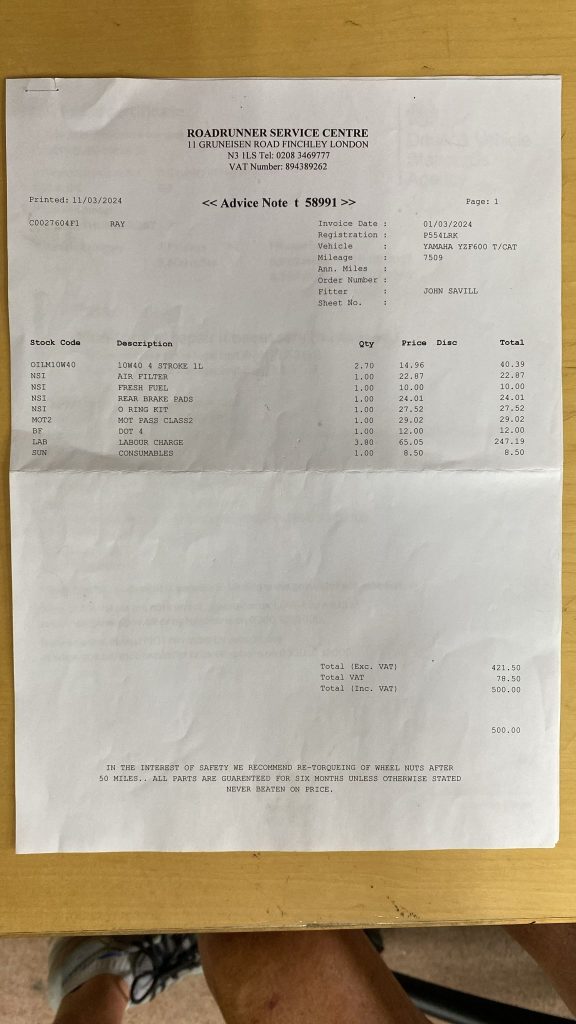 ROADRUNNER SERVICE CENTRE
11 GRUNEISEN ROAD FINCHLEY LONDON
N3 1LS Tel: 0208 3469777
VAT Number: 894389262
Printed: 11/03/2024 << Advice Note t 58991 >> Page: 1
C0027604F1 RAY Invoice Date : 01/03/2024
Registration : P554LRK
Vehicle : YAMAHA YZF600 T/CAT
Mileage : 7509
Ann. Miles :
Order Number :
Fitter : JOHN SAVILL
Sheet No. :
Stock Code Description Qty Price Disc Total
OILM10W40 10W40 4 STROKE 1L 2.70 14.96 40.39
NSI AIR FILTER 1.00 22.87 22.87
NSI FRESH FUEL 1.00 10.00 10.00
NSI REAR BRAKE PADS 1.00 24.01 24.01
NSI O RING KIT 1.00 27.52 27.52
MOT2 MOT PASS CLASS2 1.00 29.02 29.02
BF DOT 4 1.00 12.00 12.00
LAB LABOUR CHARGE 3.80 65.05 247.19
SUN CONSUMABLES 1.00 8.50 8.50
Total (Exc. VAT) 421.50
Total VAT 78.50
Total (Inc. VAT) 500.00
500.00
IN THE INTEREST OF SAFETY WE RECOMMEND RE-TORQUEING OF WHEEL NUTS AFTER
50 MILES.. ALL PARTS ARE GUARENTEED FOR SIX MONTHS UNLESS OTHERWISE STATED
NEVER BEATEN ON PRICE.